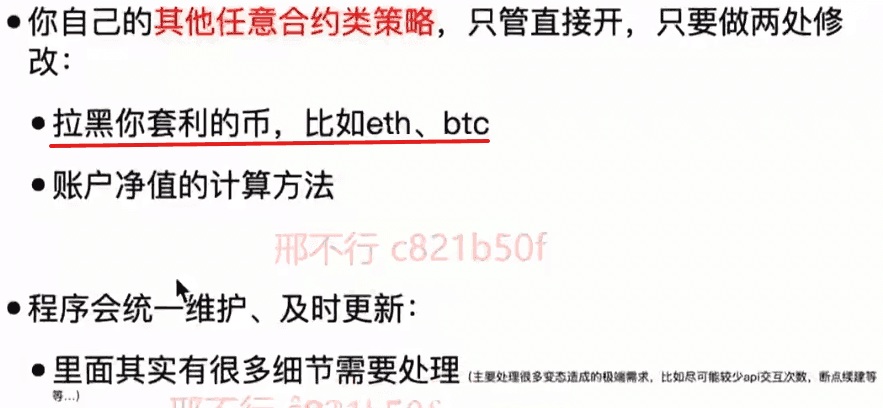 • 你自己的其他任意合约类策略，只管直接开，只要做两处修
改：
• 拉黑你套利的币，比如eth、btc
• 账户净值的计算方法
邢不行 c821b50f
• 程序会统一维护、及时更新：
• 里面其实有很多细节需要处理 (主要处理很多变态造成的极端需求，比如尽可能较少api交互次数，断点续建等
等...)